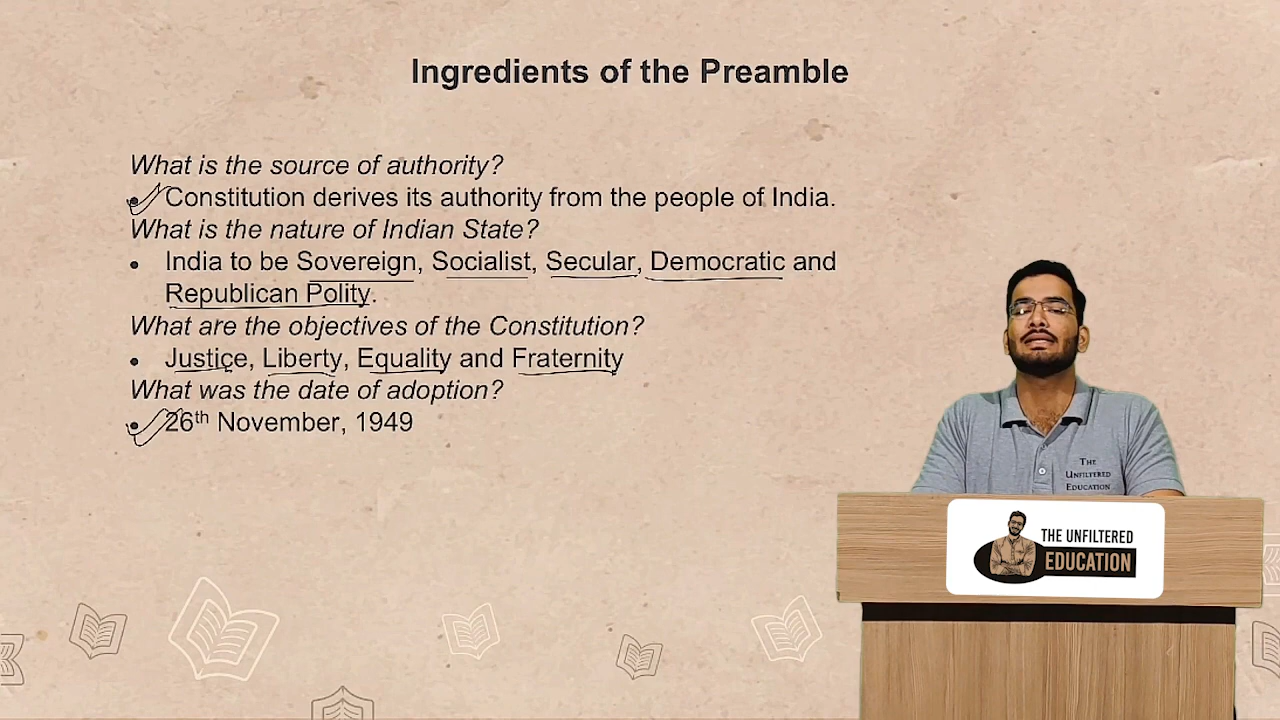 Ingredients of the Preamble
What is the source of authority?
• Constitution derives its authority from the people of India.
What is the nature of Indian State?
• India to be Sovereign, Socialist, Secular, Democratic and
Republican Polity.
What are the objectives of the Constitution?
• Justice, Liberty, Equality and Fraternity
What was the date of adoption?
• 26th November, 1949
THE
UNFILTERED
EDUCATION
THE UNFILTERED
EDUCATION